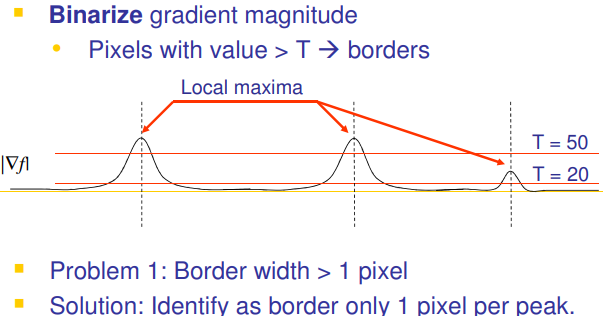 Binarize gradient magnitude
Pixels with value > T → borders
Local maxima
T = 50
|∇f|
T = 20
Problem 1: Border width > 1 pixel
Solution: Identify as border only 1 pixel per peak.